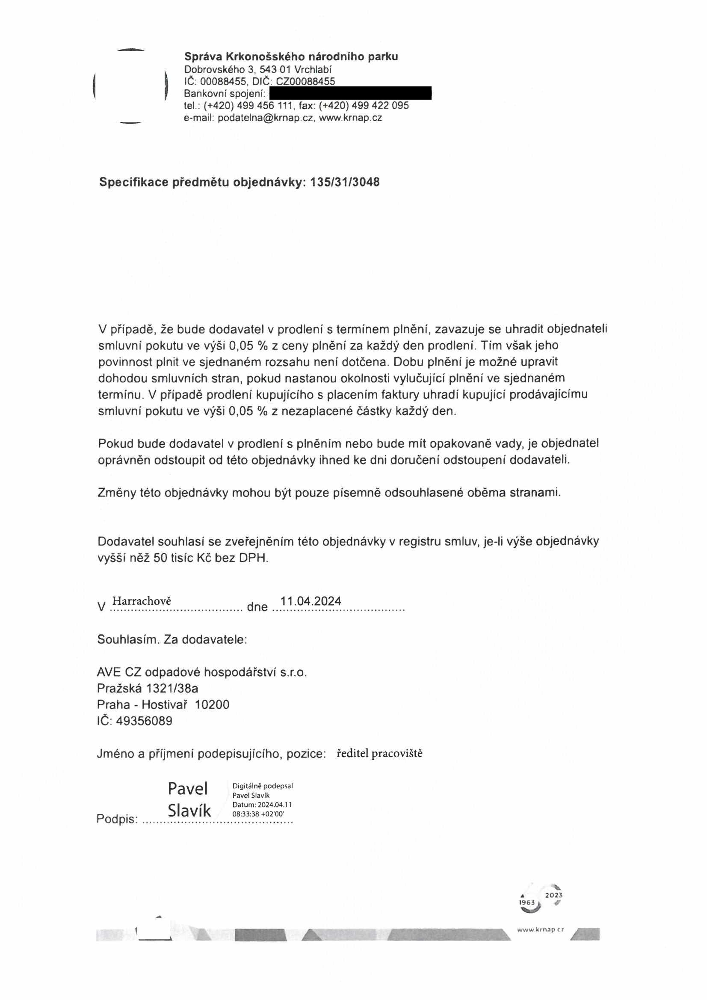 Správa Krkonošského národního parku
Dobrovského 3, 543 01 Vrchlabí
IČ: 00088455, DIČ: CZ00088455
Bankovní spojení:
tel.: (+420) 499 456 111, fax: (+420) 499 422 095
e-mail: podatelna@krnap.cz, www.krnap.cz
Specifikace předmětu objednávky: 135/31/3048
V případě, že bude dodavatel v prodlení s termínem plnění, zavazuje se uhradit objednateli
smluvní pokutu ve výši 0,05 % z ceny plnění za každý den prodlení. Tím však jeho
povinnost plnit ve sjednaném rozsahu není dotčena. Dobu plnění je možné upravit
dohodou smluvních stran, pokud nastanou okolnosti vylučující plnění ve sjednaném
termínu. V případě prodlení kupujícího s placením faktury uhradí kupující prodávajícímu
smluvní pokutu ve výši 0,05 % z nezaplacené částky každý den.
Pokud bude dodavatel v prodlení s plněním nebo bude mít opakovaně vady, je objednatel
oprávněn odstoupit od této objednávky ihned ke dni doručení odstoupení dodavateli.
Změny této objednávky mohou být pouze písemně odsouhlasené oběma stranami.
Dodavatel souhlasí se zveřejněním této objednávky v registru smluv, je-li výše objednávky
vyšší něž 50 tisíc Kč bez DPH.
V Harrachově dne 11.04.2024
Souhlasím. Za dodavatele:
AVE CZ odpadové hospodářství s.r.o.
Pražská 1321/38a
Praha - Hostivař 10200
IČ: 49356089
Jméno a příjmení podepisujícího, pozice: ředitel pracoviště
Pavel
Slavík
Digitálně podepsal
Pavel Slavík
Datum: 2024.04.11
08:33:38 +02'00'
Podpis:
1963 2023
www.krnap.cz